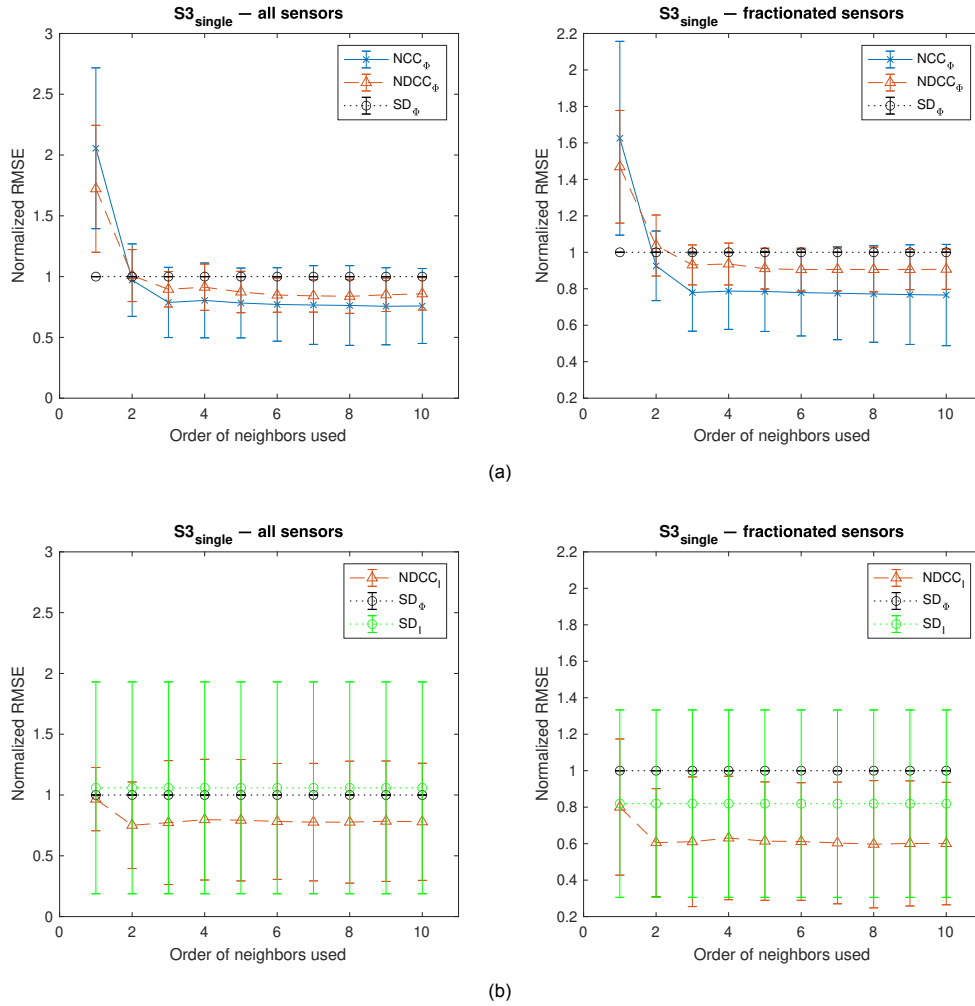 S3single — all sensors
3
2.5
2
1.5
1
0.5
0
Normalized RMSE
NCCΦ
NDCCΦ
SDΦ
0 2 4 6 8 10
Order of neighbors used
S3single — fractionated sensors
2.2
2
1.8
1.6
1.4
1.2
1
0.8
0.6
0.4
0.2
Normalized RMSE
NCCΦ
NDCCΦ
SDΦ
0 2 4 6 8 10
Order of neighbors used
(a)
S3single — all sensors
3
2.5
2
1.5
1
0.5
0
Normalized RMSE
NDCCI
SDΦ
SDI
0 2 4 6 8 10
Order of neighbors used
S3single — fractionated sensors
2.2
2
1.8
1.6
1.4
1.2
1
0.8
0.6
0.4
0.2
Normalized RMSE
NDCCI
SDΦ
SDI
0 2 4 6 8 10
Order of neighbors used
(b)